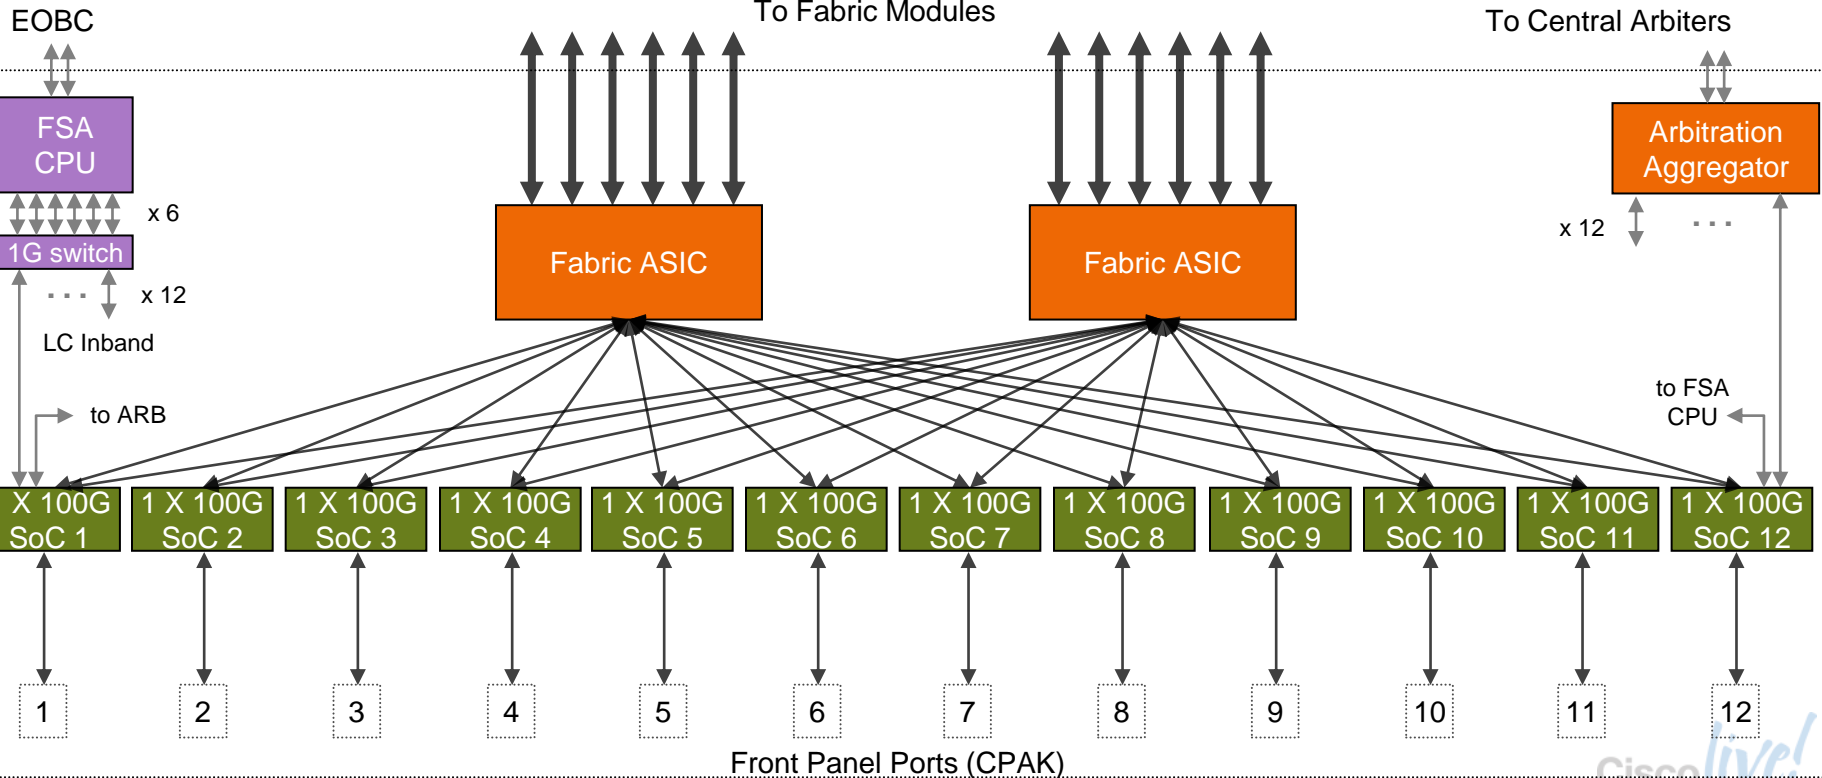 EOBC
To Fabric Modules
To Central Arbiters
FSA
CPU
Arbitration
Aggregator
x 6
1G switch
Fabric ASIC
Fabric ASIC
x 12
. . .
. . .
x 12
LC Inband
to ARB
to FSA
CPU
X 100G
SoC 1
1 X 100G
SoC 2
1 X 100G
SoC 3
1 X 100G
SoC 4
1 X 100G
SoC 5
1 X 100G
SoC 6
1 X 100G
SoC 7
1 X 100G
SoC 8
1 X 100G
SoC 9
1 X 100G
SoC 10
1 X 100G
SoC 11
1 X 100G
SoC 12
1
2
3
4
5
6
7
8
9
10
11
12
Front Panel Ports (CPAK)
Cisco live!